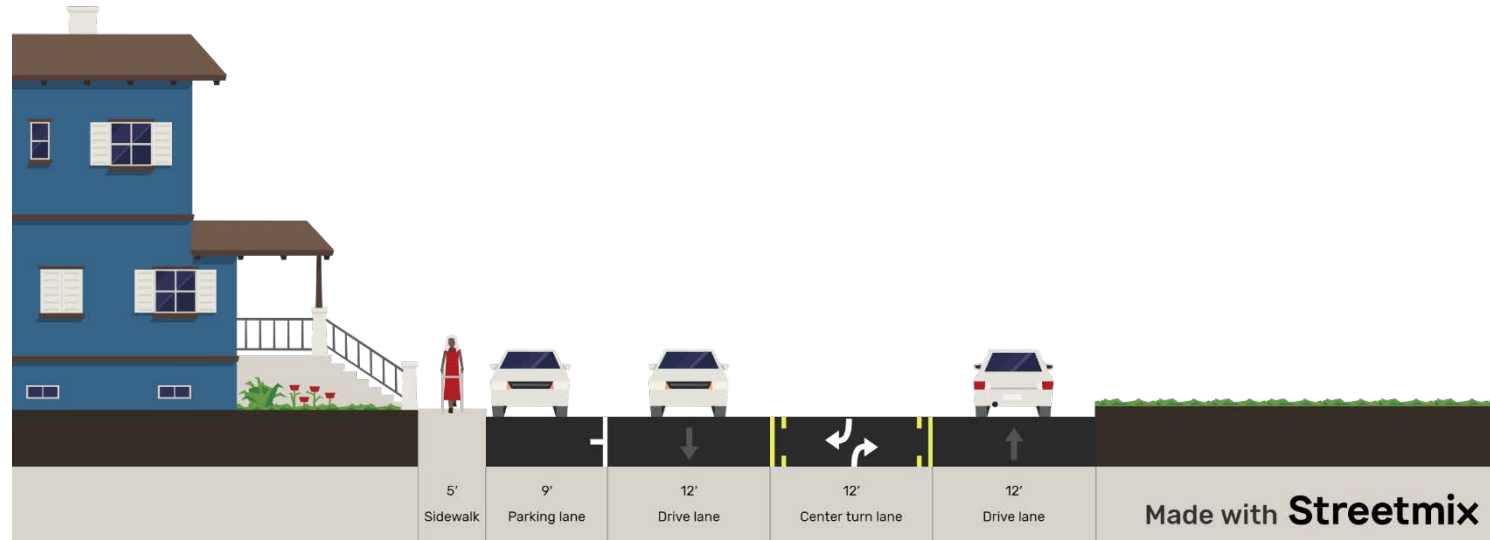 5′
Sidewalk
9′
Parking lane
12′
Drive lane
12′
Center turn lane
12′
Drive lane
Made with Streetmix